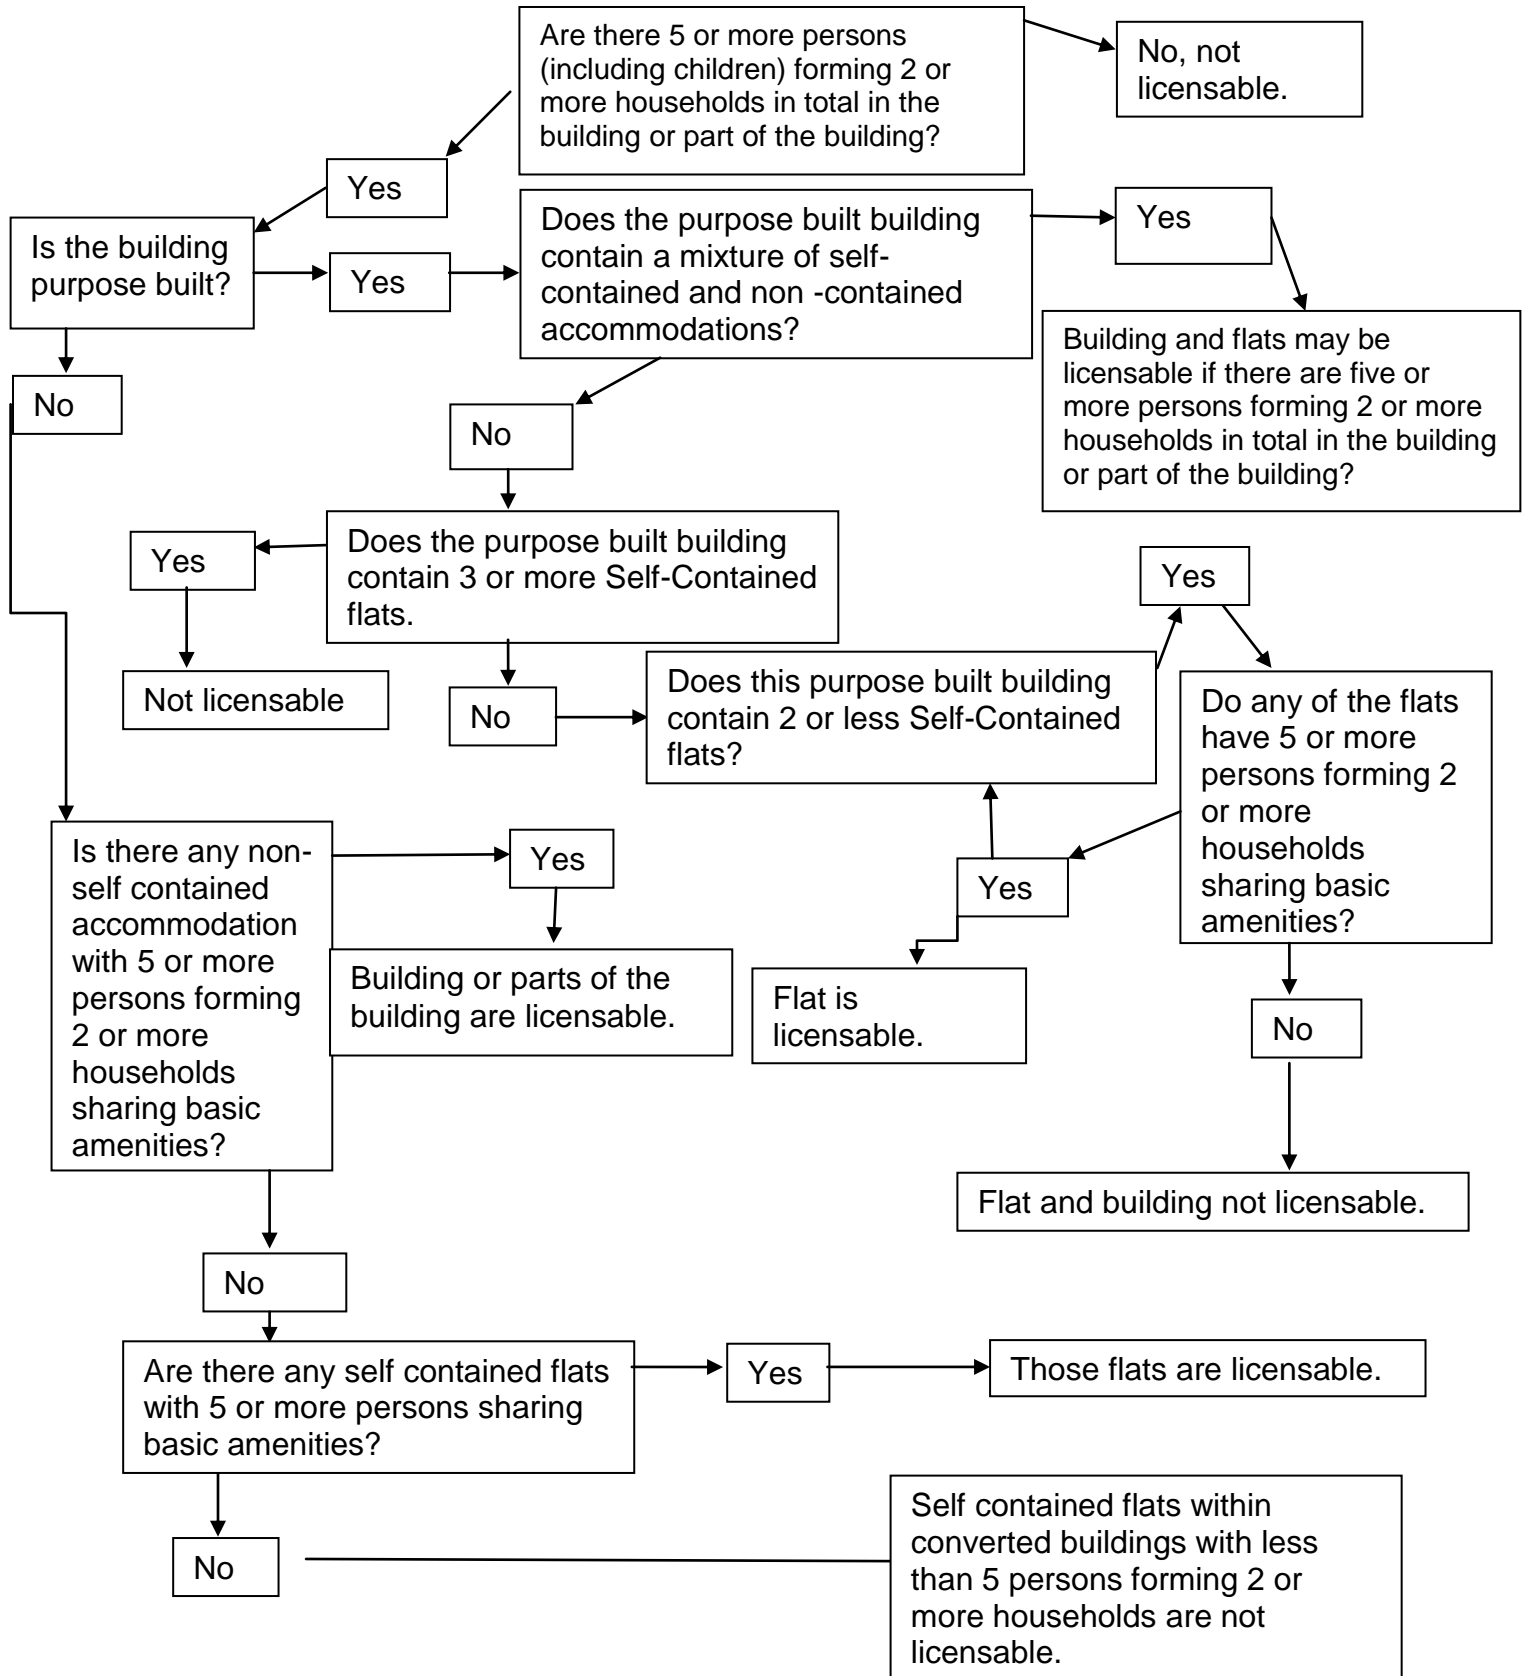 Are there 5 or more persons
(including children) forming 2 or
more households in total in the
building or part of the building?
No, not
licensable.
Yes
Is the building
purpose built?
Yes
Does the purpose built building
contain a mixture of self-
contained and non -contained
accommodations?
Yes
Building and flats may be
licensable if there are five or
more persons forming 2 or more
households in total in the building
or part of the building?
No
No
Does the purpose built building
contain 3 or more Self-Contained
flats.
Yes
Not licensable
No
Does this purpose built building
contain 2 or less Self-Contained
flats?
Yes
Do any of the flats
have 5 or more
persons forming 2
or more
households
sharing basic
amenities?
Yes
Flat is
licensable.
No
Flat and building not licensable.
Is there any non-
self contained
accommodation
with 5 or more
persons forming
2 or more
households
sharing basic
amenities?
Yes
Building or parts of the
building are licensable.
No
Are there any self contained flats
with 5 or more persons sharing
basic amenities?
Yes
Those flats are licensable.
No
Self contained flats within
converted buildings with less
than 5 persons forming 2 or
more households are not
licensable.